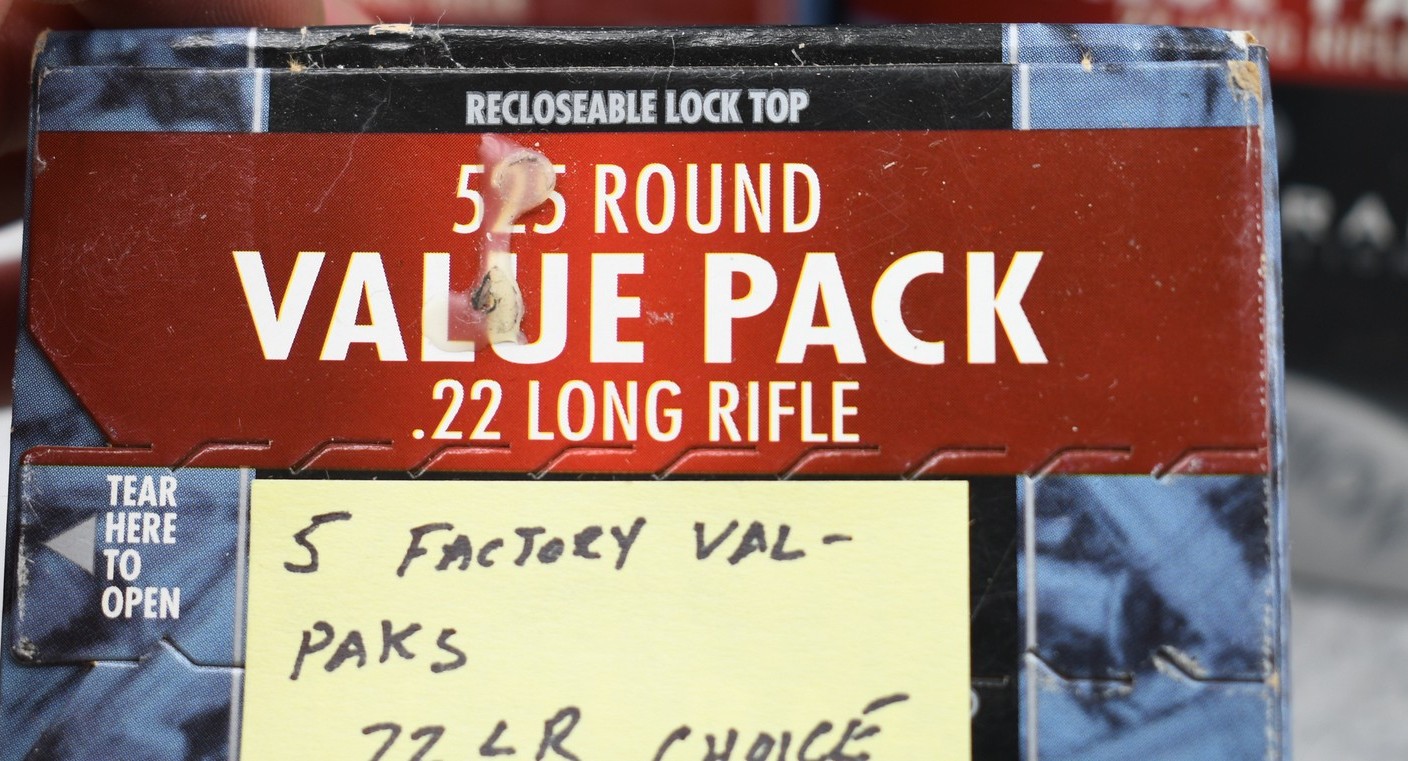 RECLOSEABLE LOCK TOP
525 ROUND
VALUE PACK
.22 LONG RIFLE
TEAR
HERE
TO
OPEN
5 FACTORY VAL-
PAKS
22 LR CHOICE